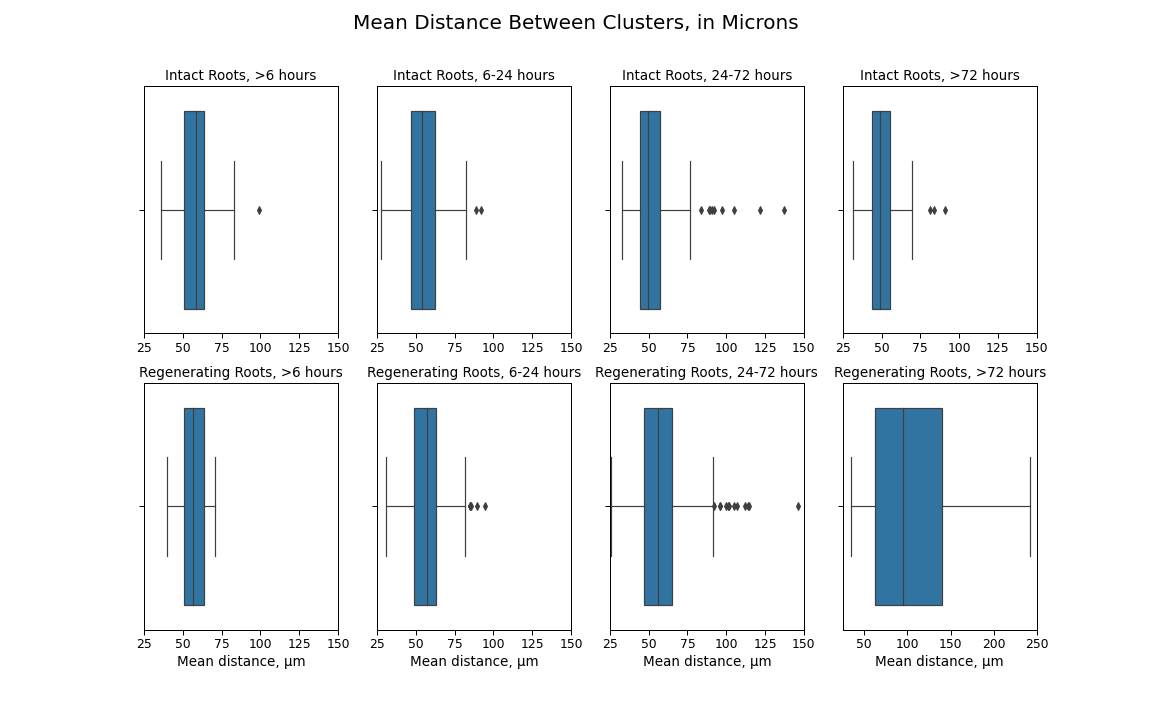 Mean Distance Between Clusters, in Microns
Intact Roots, >6 hours
Intact Roots, 6-24 hours
Intact Roots, 24-72 hours
Intact Roots, >72 hours
25 50 75 100 125 150
25 50 75 100 125 150
25 50 75 100 125 150
25 50 75 100 125 150
Regenerating Roots, >6 hours
Regenerating Roots, 6-24 hours
Regenerating Roots, 24-72 hours
Regenerating Roots, >72 hours
25 50 75 100 125 150
25 50 75 100 125 150
25 50 75 100 125 150
50 100 150 200 250
Mean distance, µm
Mean distance, µm
Mean distance, µm
Mean distance, µm